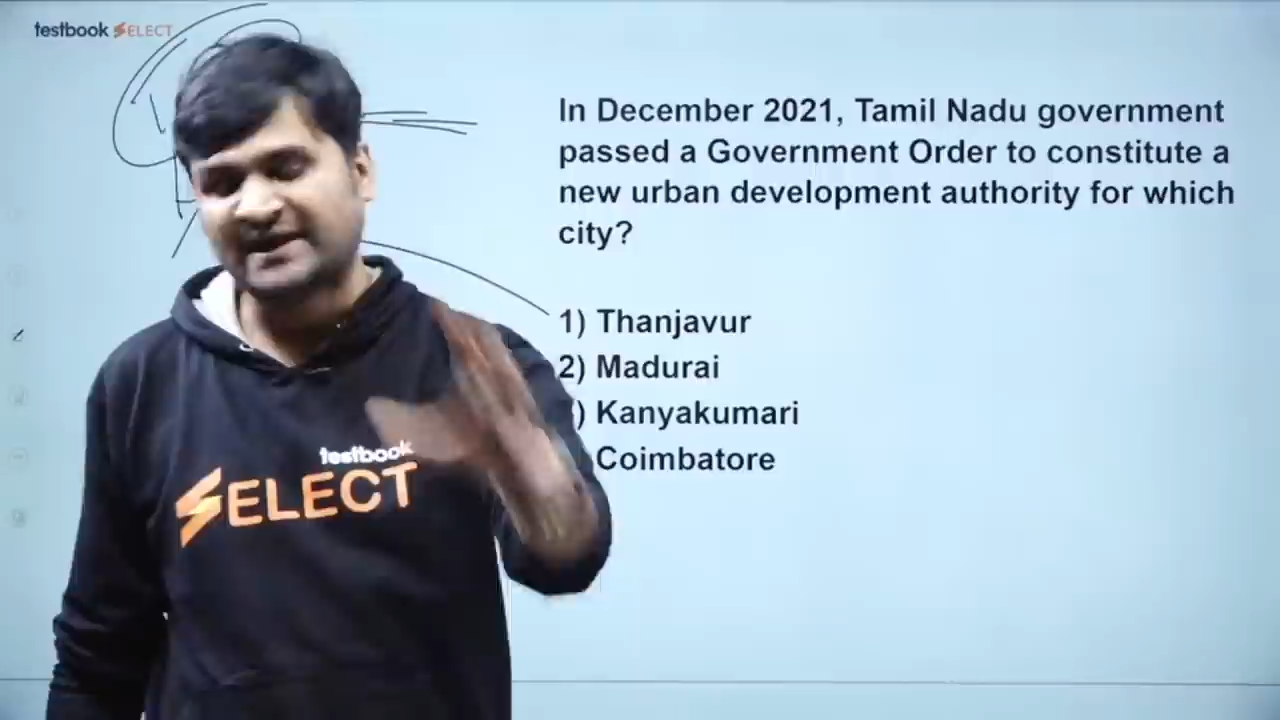 testbook SELECT
In December 2021, Tamil Nadu government
passed a Government Order to constitute a
new urban development authority for which
city?
1) Thanjavur
2) Madurai
) Kanyakumari
Coimbatore
testbook
SELECT